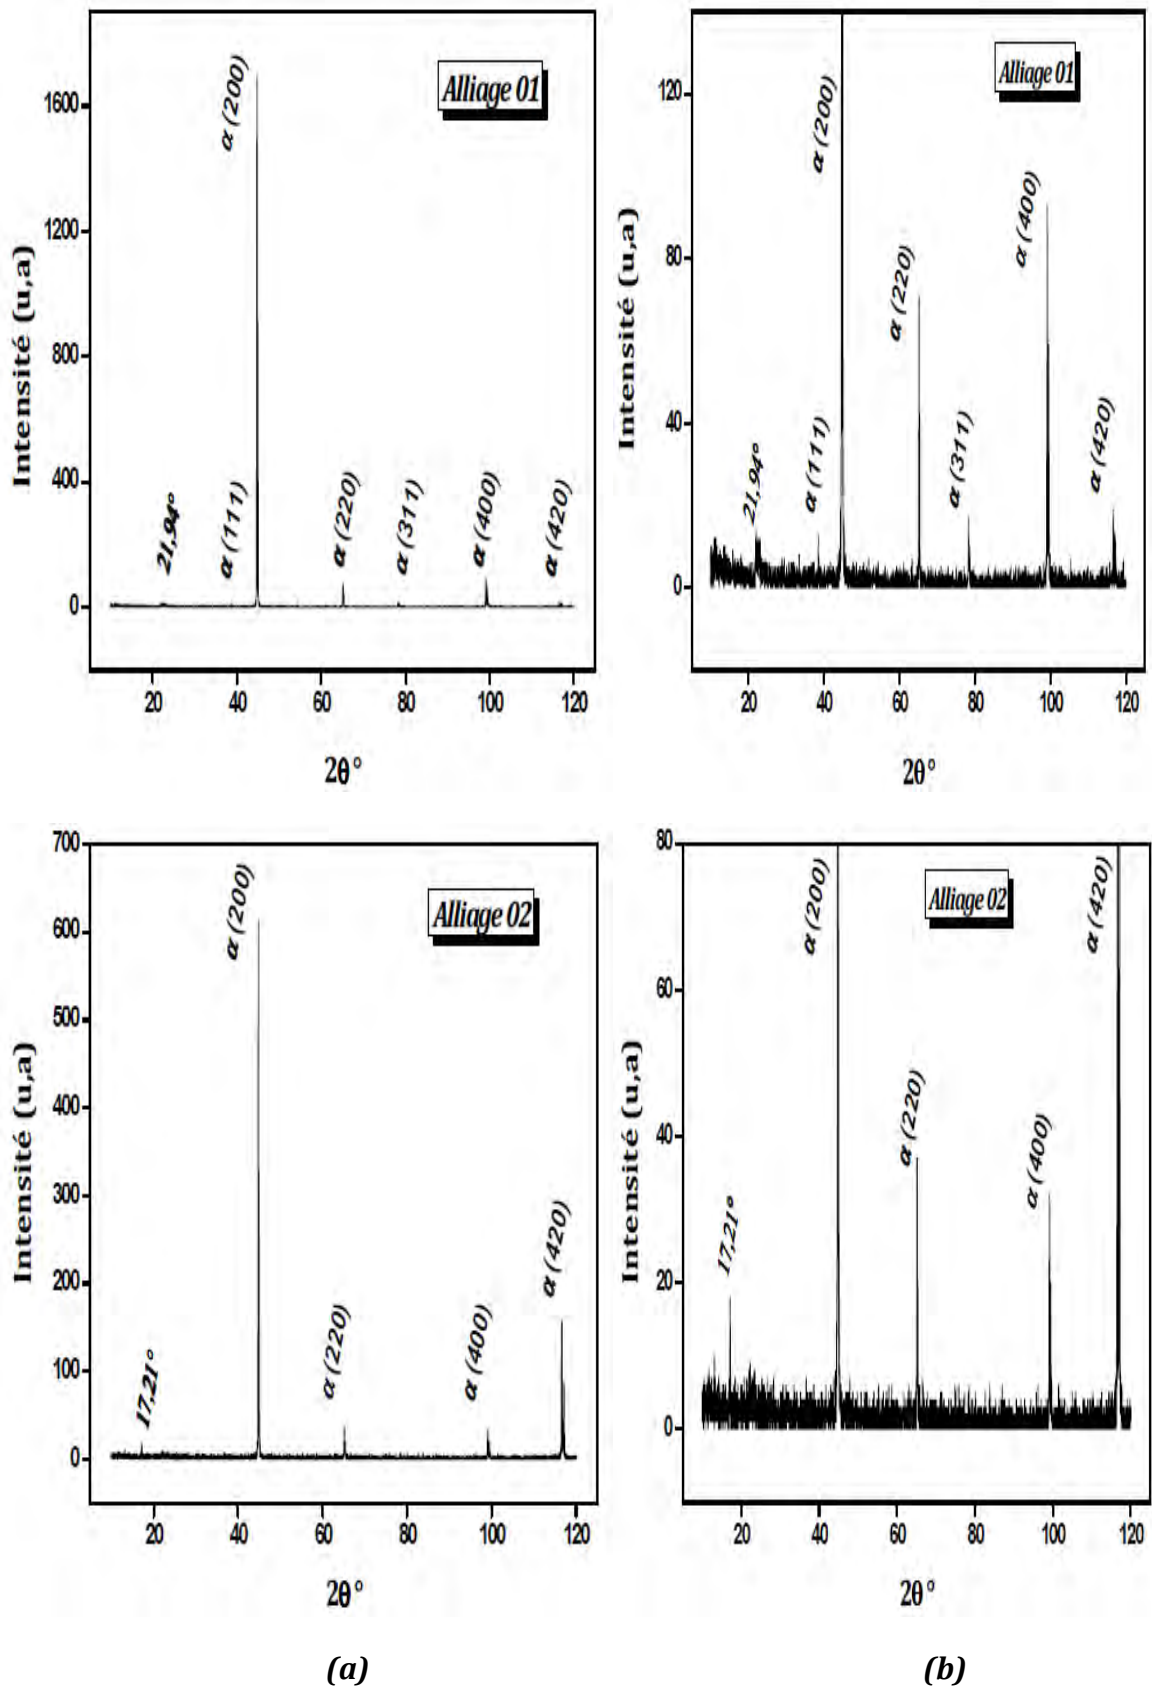 Alliage 01
Intensité (u,a)
1600
1200
800
400
0
α (200)
21,94°
α (111)
α (220)
α (311)
α (400)
α (420)
20
40
60
80
100
120
2θ°
Alliage 01
Intensité (u,a)
120
80
40
0
α (200)
21,94°
α (111)
α (220)
α (311)
α (400)
α (420)
20
40
60
80
100
120
2θ°
Alliage 02
Intensité (u,a)
700
600
500
400
300
200
100
0
17,21°
α (200)
α (220)
α (400)
α (420)
20
40
60
80
100
120
2θ°
(a)
Alliage 02
Intensité (u,a)
80
60
40
20
0
17,21°
α (200)
α (220)
α (400)
α (420)
20
40
60
80
100
120
2θ°
(b)